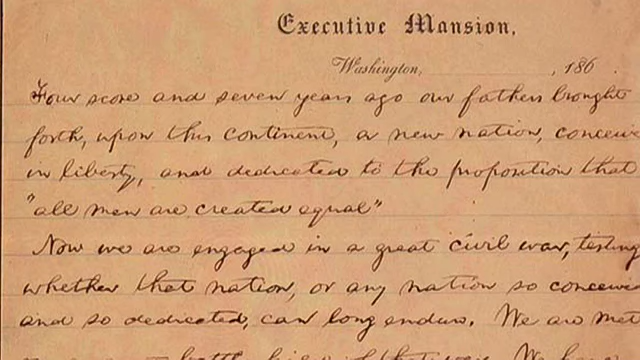 Executive Mansion,
Washington, , 186
Four score and seven years ago our fathers brought
forth, upon this continent, a new nation, conceive
in liberty, and dedicated to the proposition that
"all men are created equal"
Now we are engaged in a great civil war, testing
whether that nation, or any nation so conceive
and so dedicated, can long endure. We are met